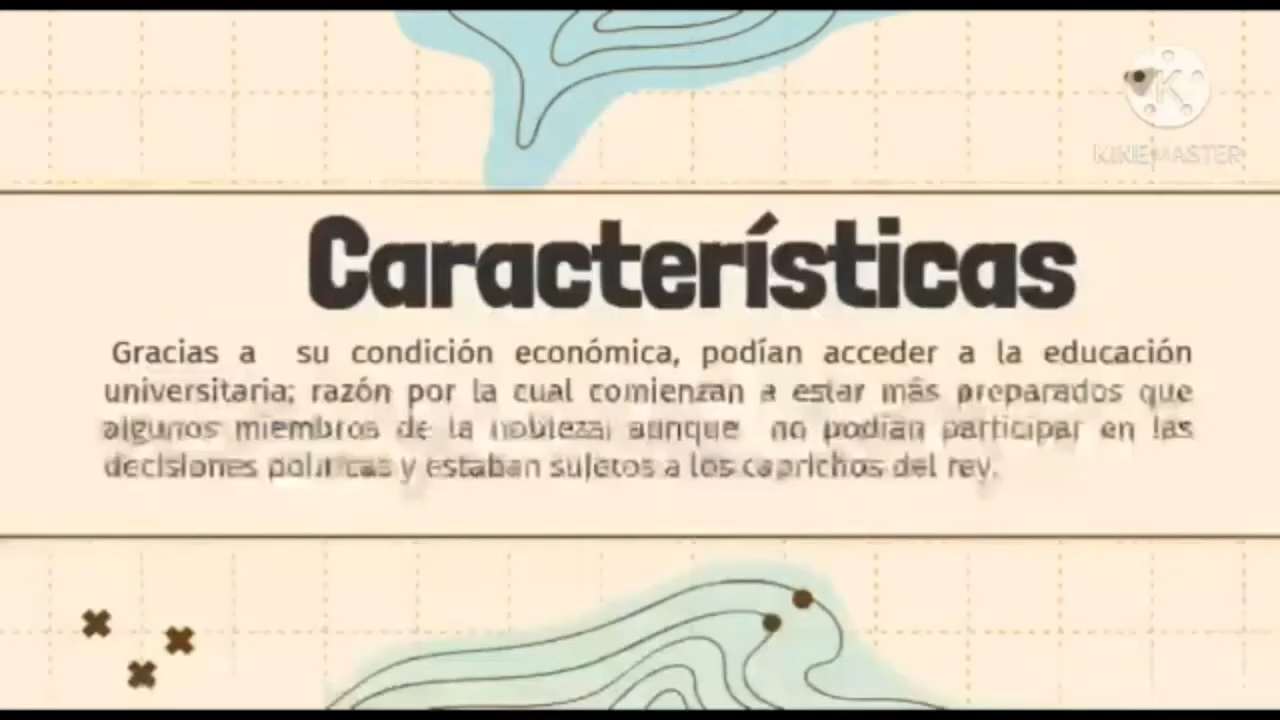 KINEMASTER
Características
Gracias a su condición económica, podían acceder a la educación
universitaria; razón por la cual comienzan a estar más preparados que
algunos miembros de la nobleza; aunque no podían participar en las
decisiones políticas y estaban sujetos a los caprichos del rey.